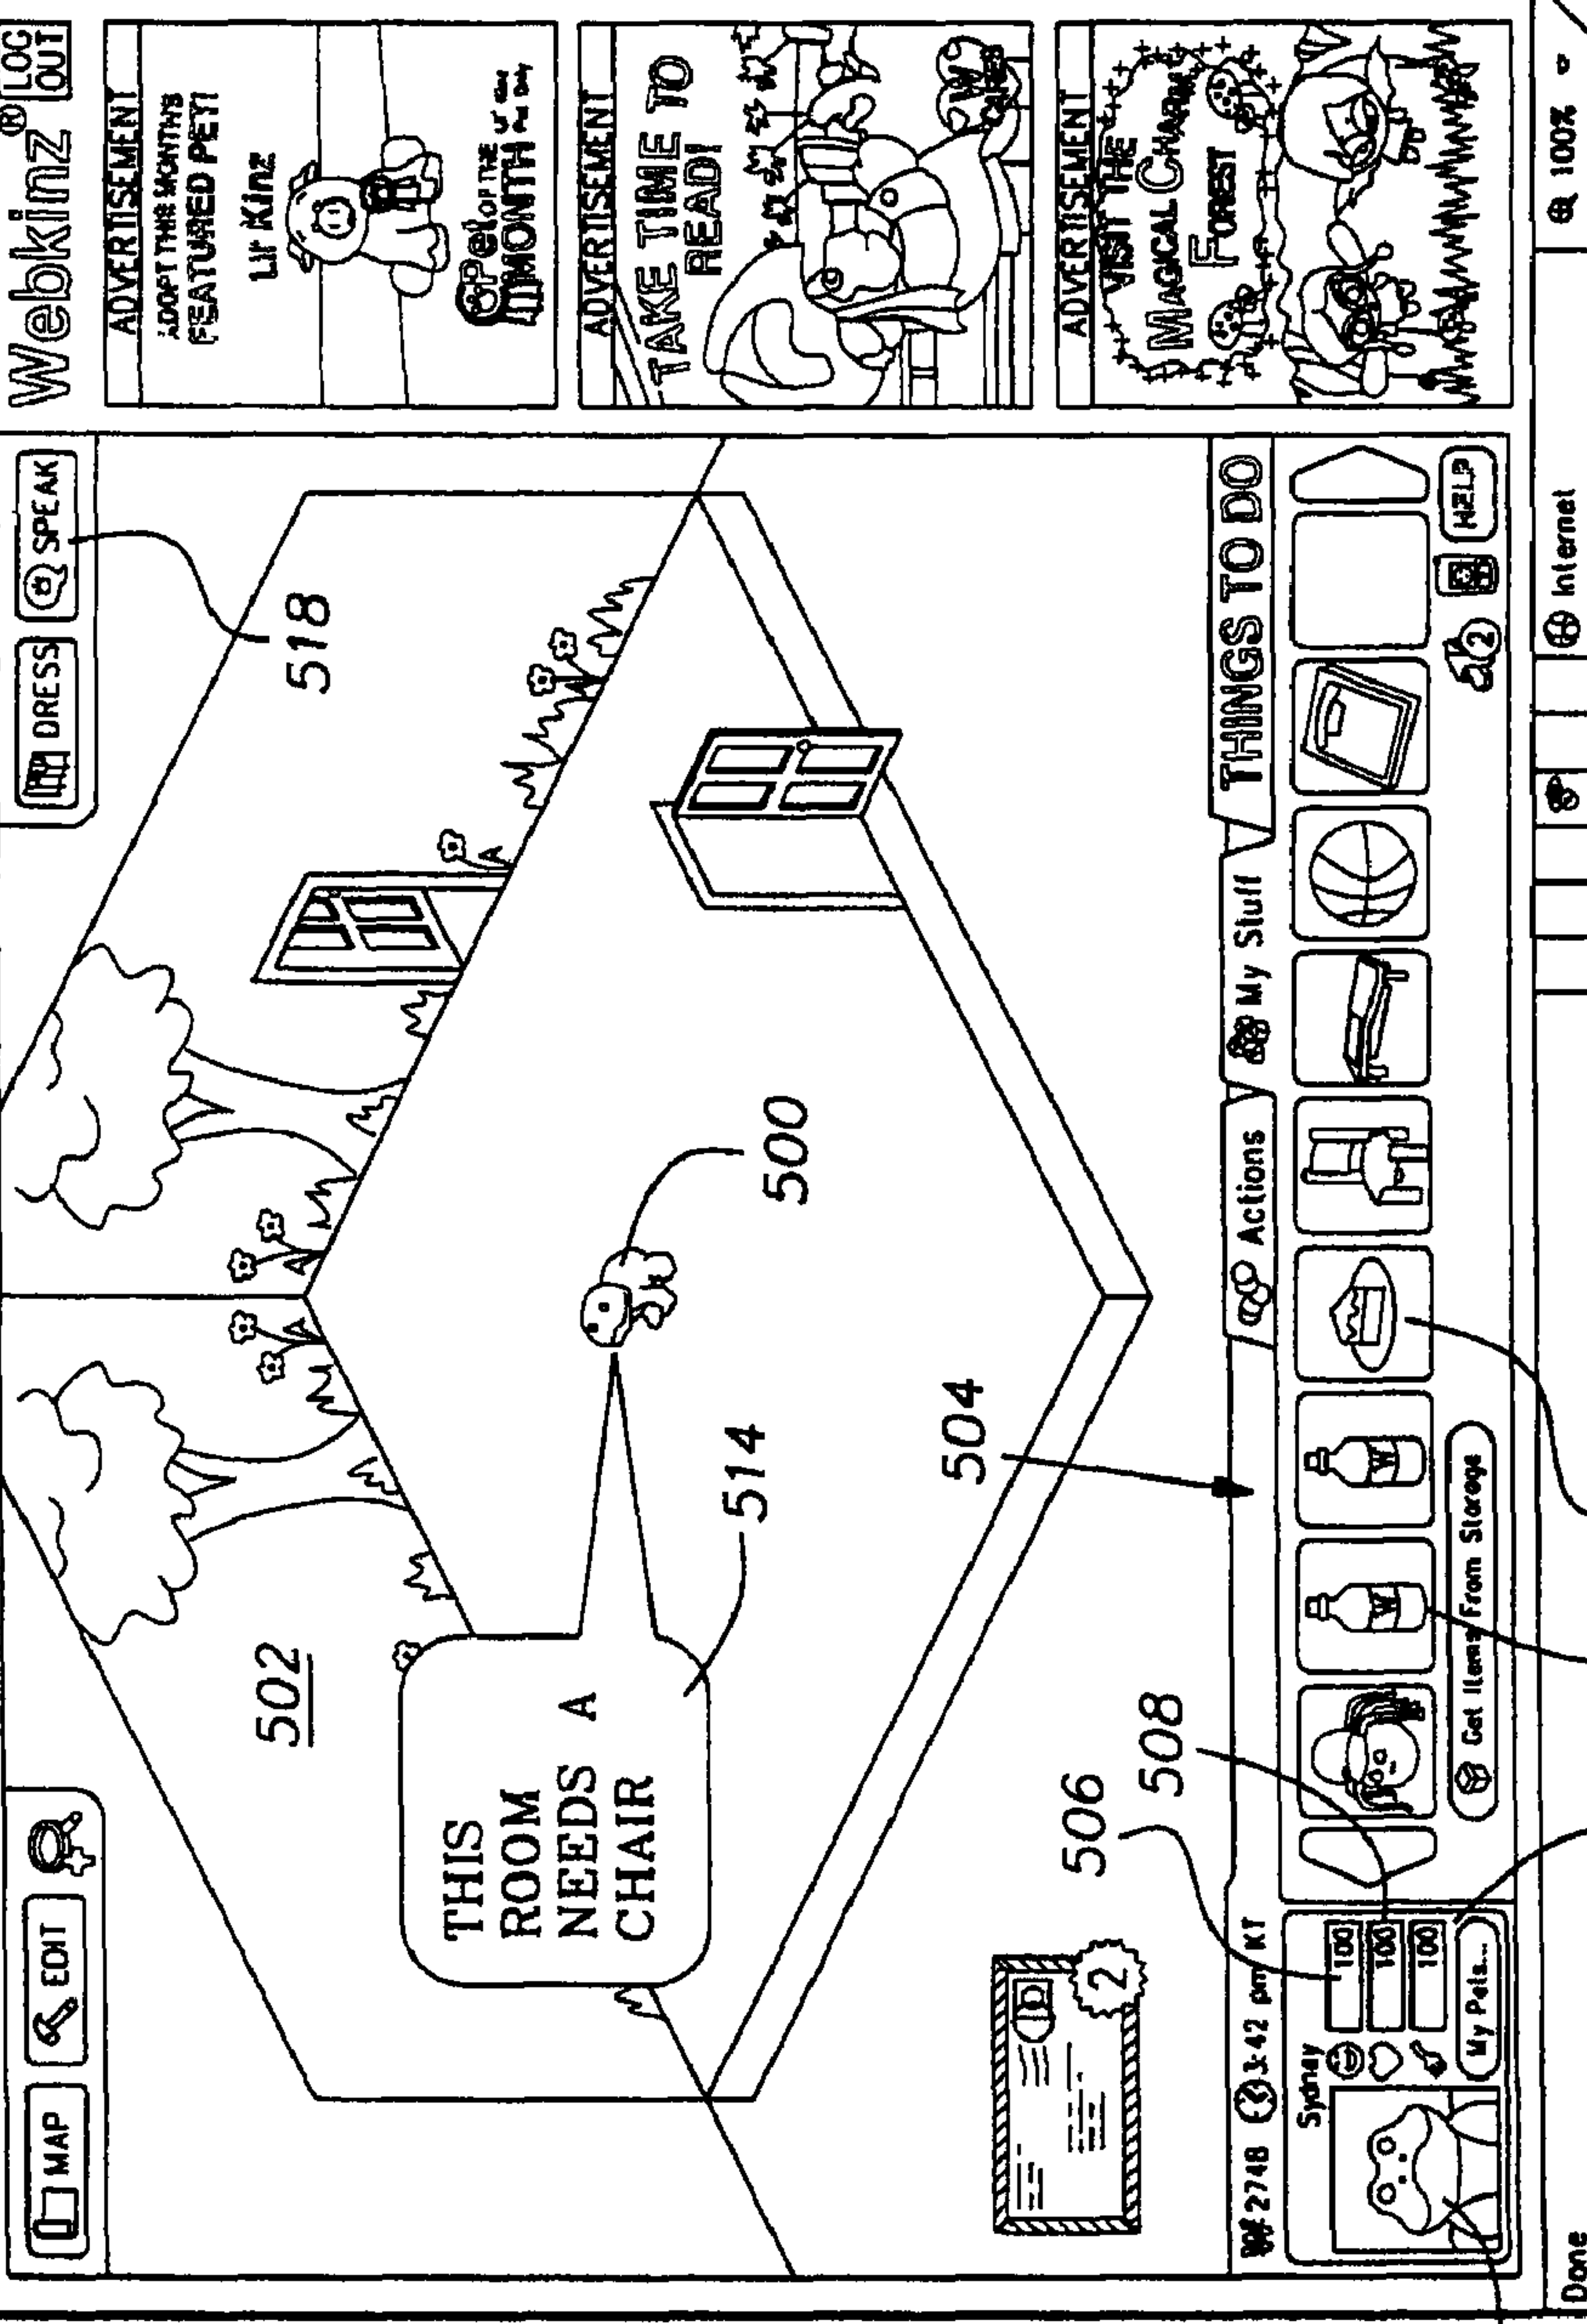 MAP
EDIT
DRESS
SPEAK
Webkinz®
LOG
OUT
518
502
THIS
ROOM
NEEDS A
CHAIR
514
500
504
506
508
2
ADVERTISEMENT
ADOPT THIS MONTH'S
FEATURED PET!
Lil' Kinz
Pet OF THE
MONTH
ADVERTISEMENT
TAKE TIME TO
READ!
W
ADVERTISEMENT
VISIT THE
MAGICAL CHARM
FOREST
2748 3:42 pm KT
Actions
My Stuff
THINGS TO DO
Sydney
100
100
100
My Pets...
W
W
Get Items From Storage
2
HELP
Done
Internet
100%